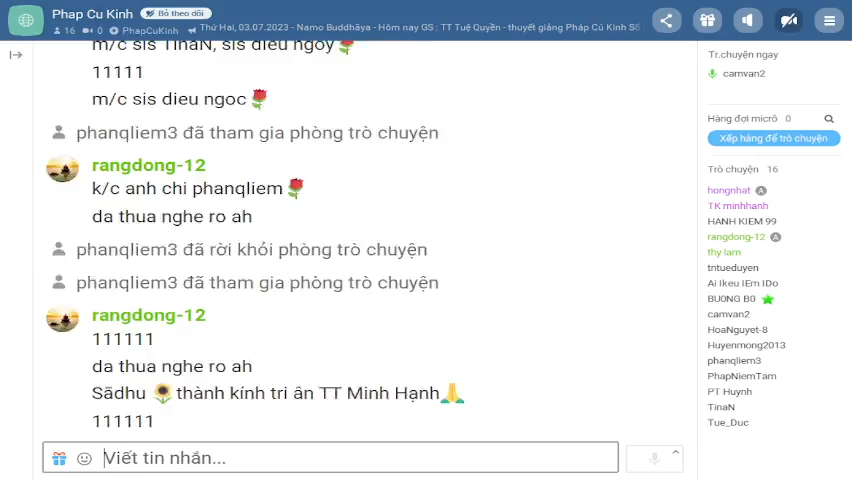 Phap Cu Kinh Bỏ theo dõi
16 0 PhapCuKinh Thứ Hai, 03.07.2023 - Namo Buddhāya - Hôm nay GS : TT Tuệ Quyền - thuyết giảng Pháp Cú Kinh Số
m/c sis TinaN, sis dieu ngoy
11111
m/c sis dieu ngoc
phanqliem3 đã tham gia phòng trò chuyện
rangdong-12
k/c anh chi phanqliem
da thua nghe ro ah
phanqliem3 đã rời khỏi phòng trò chuyện
phanqliem3 đã tham gia phòng trò chuyện
rangdong-12
111111
da thua nghe ro ah
Sādhu 🌻thành kính tri ân TT Minh Hạnh🙏
111111
Viết tin nhắn...
Tr.chuyện ngay
camvan2
Hàng đợi micrô 0
Xếp hàng để trò chuyện
Trò chuyện 16
hongnhat A
TK minhhanh
HANH KIEM 99
rangdong-12 A
thy lam
tntueduyen
Ai Ikeu IEm IDo
BU0NG B0
camvan2
HoaNguyet-8
Huyenmong2013
phanqliem3
PhapNiemTam
PT Huynh
TinaN
Tue_Duc